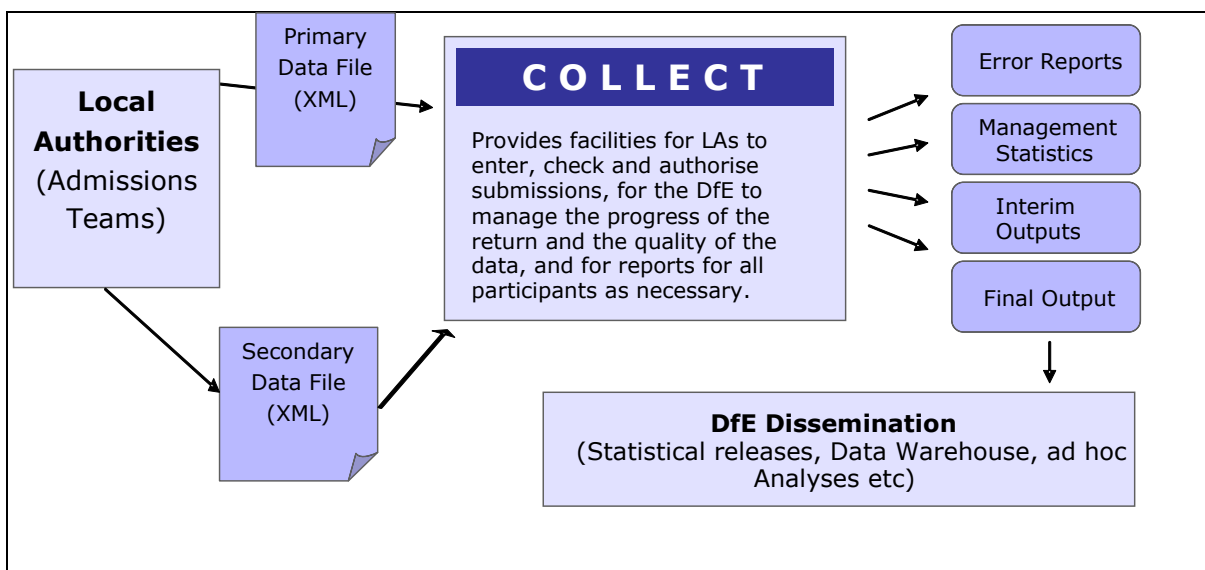 Local
Authorities
(Admissions
Teams)
Primary
Data File
(XML)
Secondary
Data File
(XML)
C O L L E C T
Provides facilities for LAs to
enter, check and authorise
submissions, for the DfE to
manage the progress of the
return and the quality of the
data, and for reports for all
participants as necessary.
Error Reports
Management
Statistics
Interim
Outputs
Final Output
DfE Dissemination
(Statistical releases, Data Warehouse, ad hoc
Analyses etc)